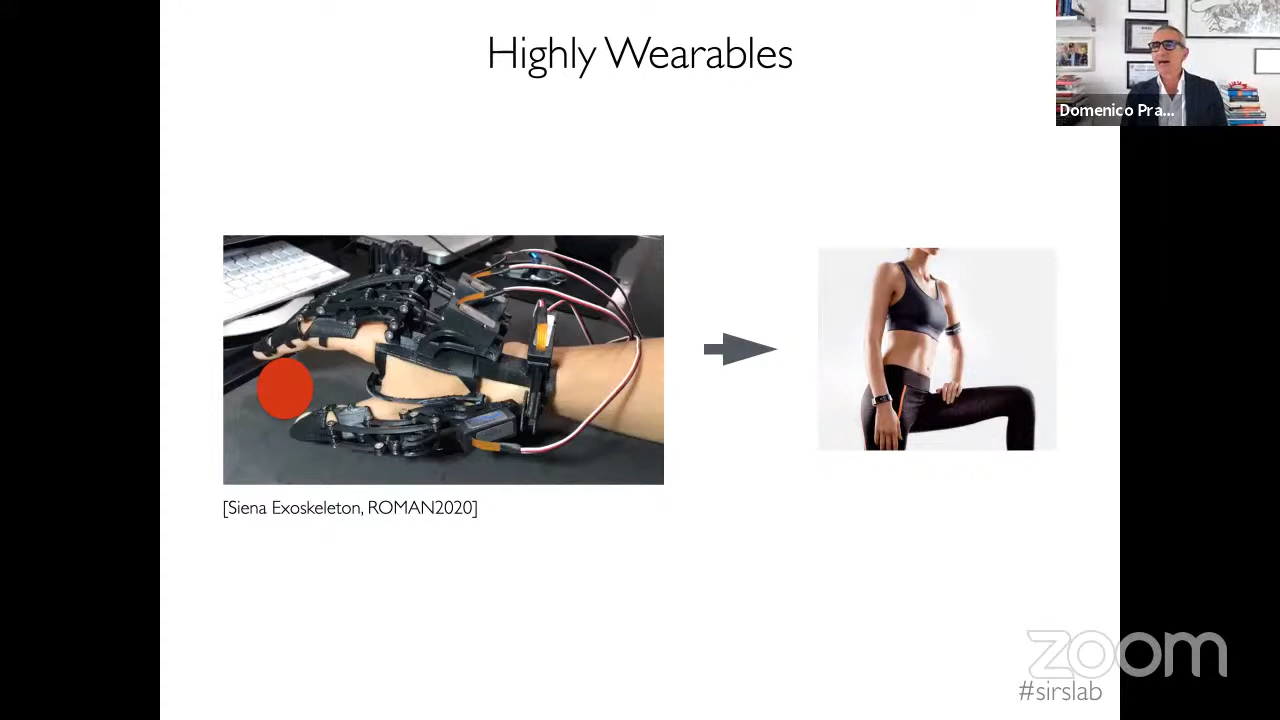 Highly Wearables
Domenico Pra...
[Siena Exoskeleton, ROMAN2020]
zoom
#sirslab